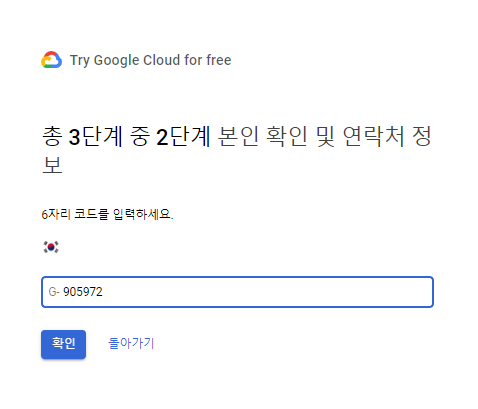 Try Google Cloud for free
총 3단계 중 2단계 본인 확인 및 연락처 정
보
6자리 코드를 입력하세요.
G- 905972
확인 돌아가기